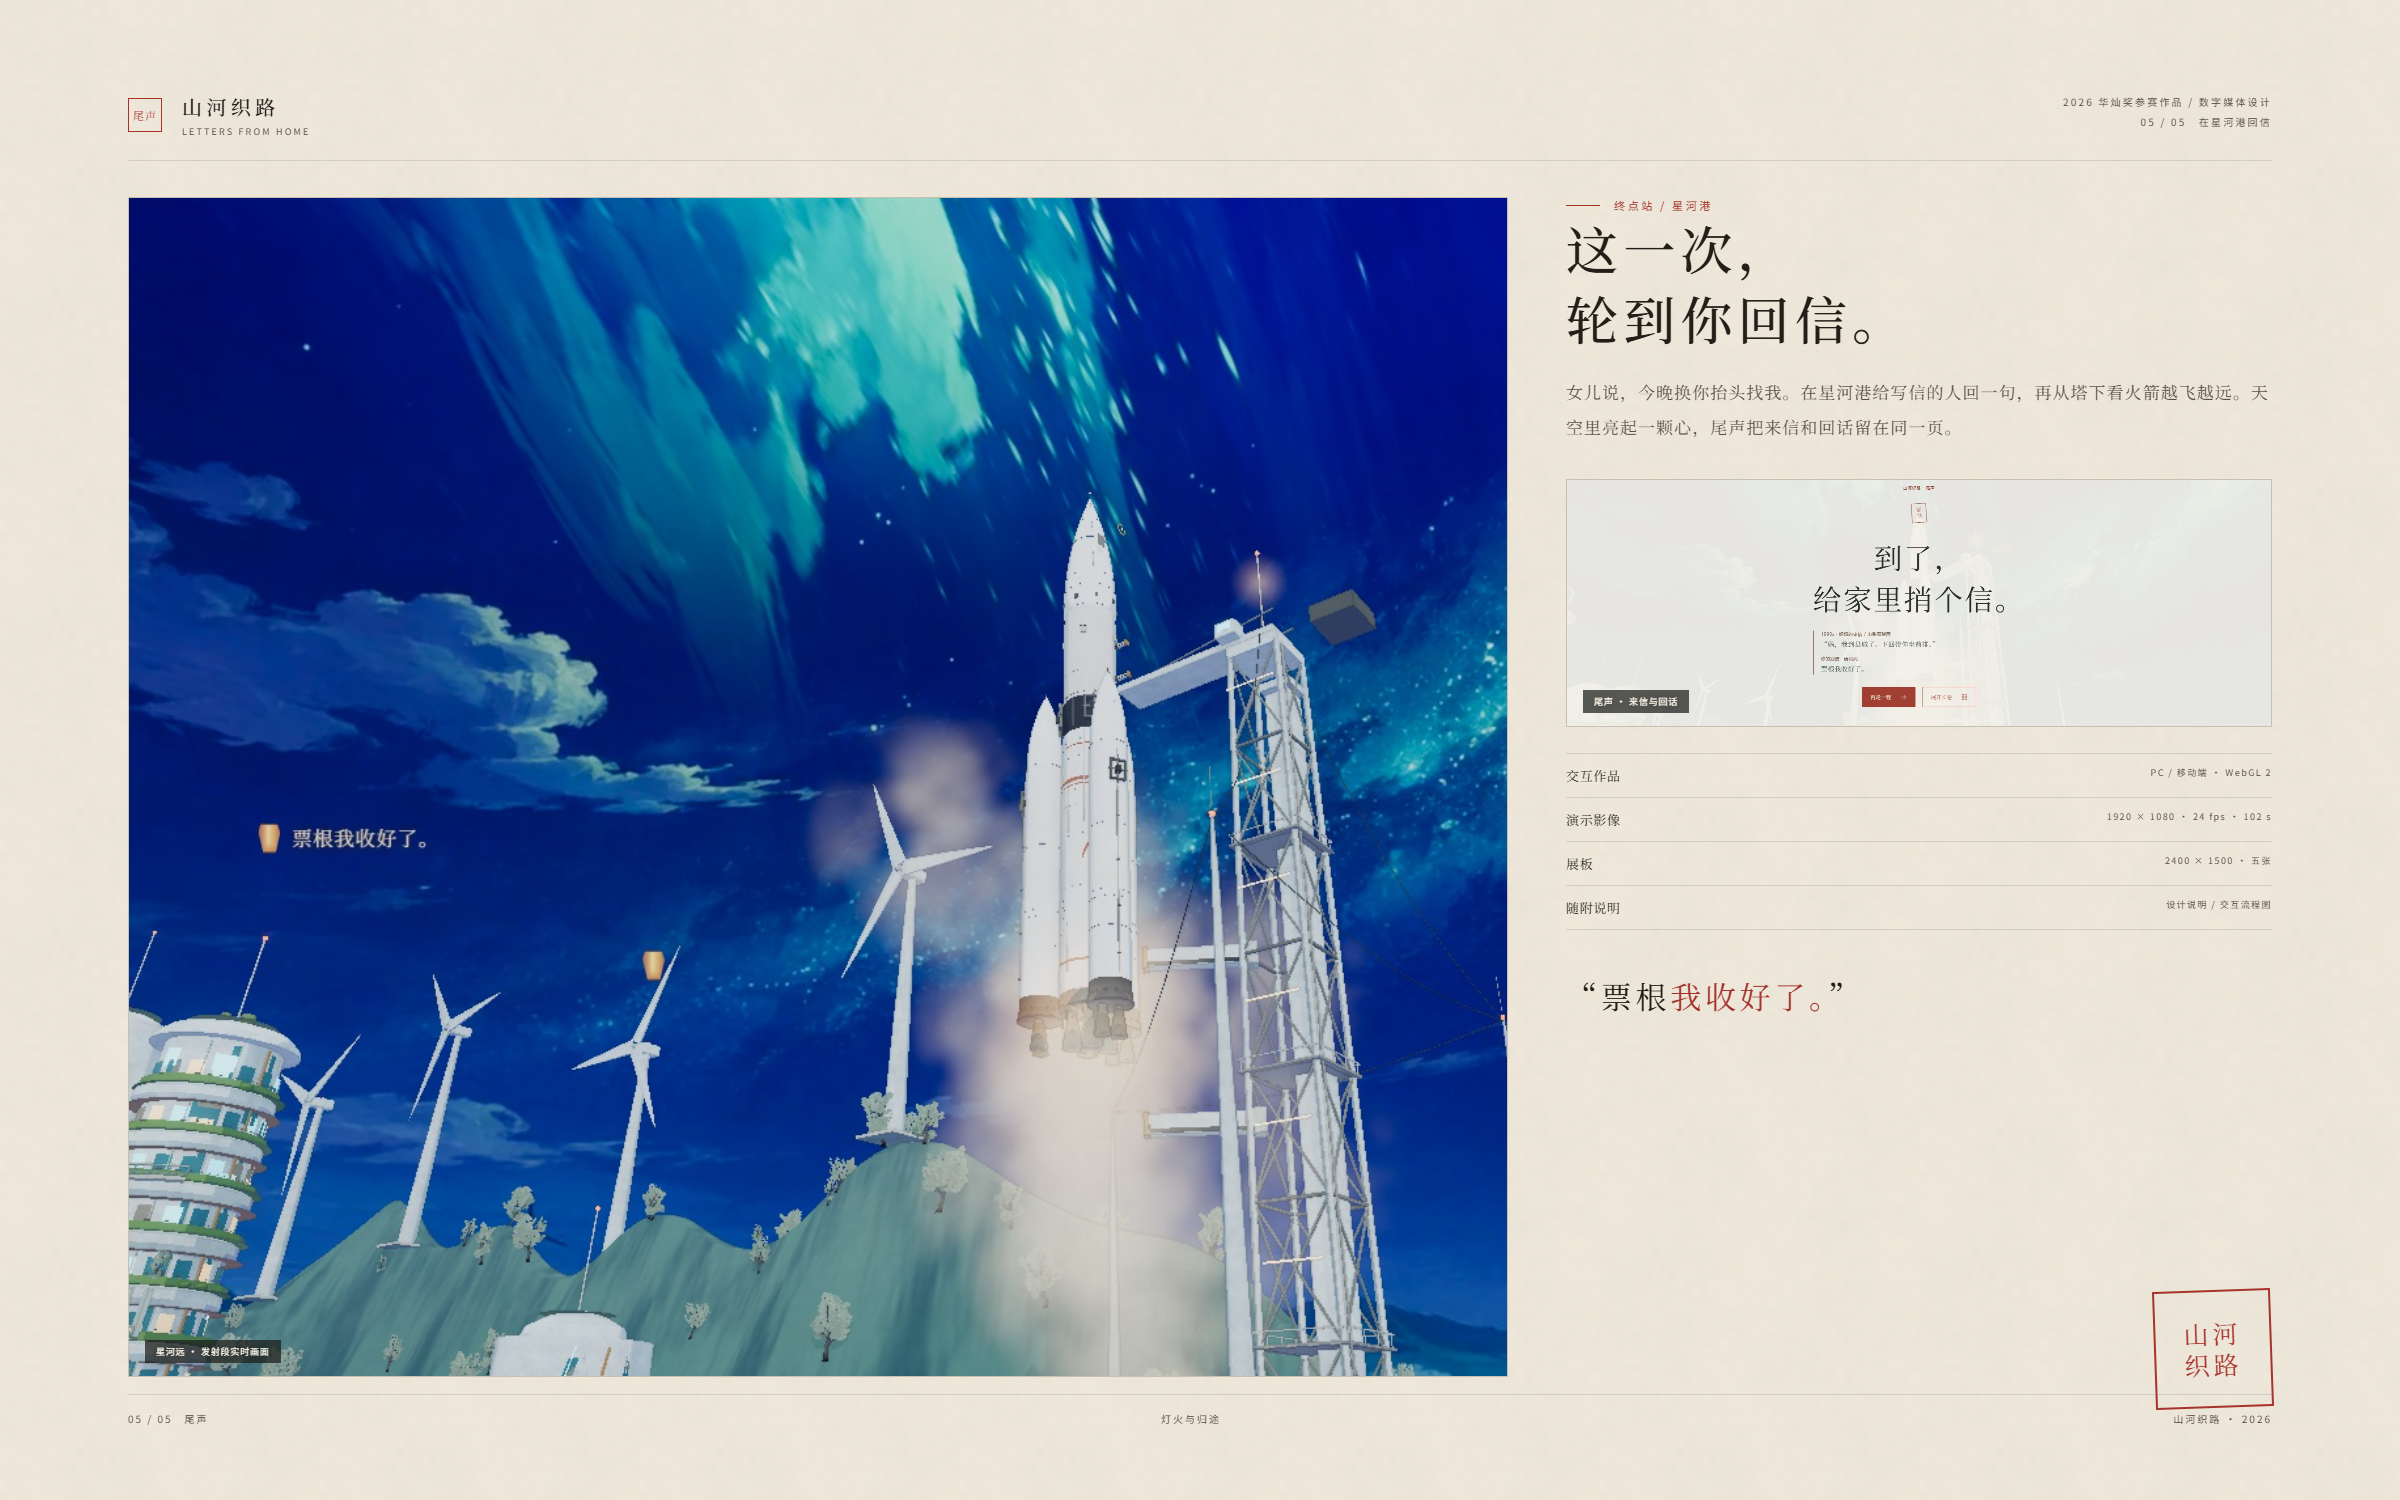 尾声
山河织路
LETTERS FROM HOME
2026 华灿奖参赛作品 / 数字媒体设计
05 / 05 在星河港回信
票根我收好了。
星河远 · 发射段实时画面
终点站 / 星河港
这一次，
轮到你回信。
女儿说，今晚换你抬头找我。在星河港给写信的人回一句，再从塔下看火箭越飞越远。天
空里亮起一颗心，尾声把来信和回话留在同一页。
到了，
给家里捎个信。
票根我收好了。
再走一程
尾声 · 来信与回话
交互作品
PC / 移动端 · WebGL 2
演示影像
1920 × 1080 · 24 fps · 102 s
展板
2400 × 1500 · 五张
随附说明
设计说明 / 交互流程图
“票根我收好了。”
山河
织路
05 / 05 尾声
灯火与归途
山河织路 · 2026